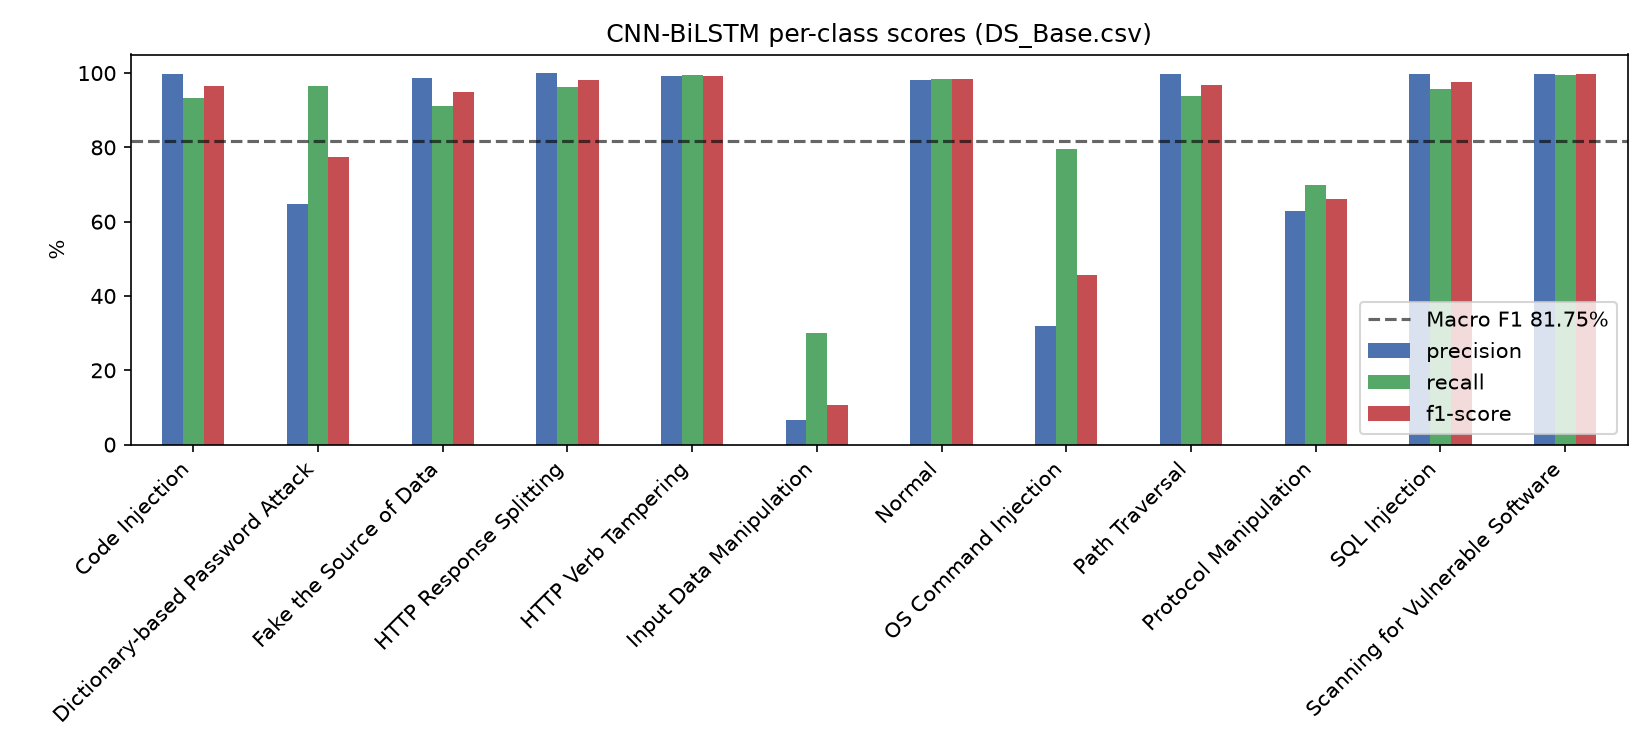 CNN-BiLSTM per-class scores (DS_Base.csv)
%
100
80
60
40
20
0
Macro F1 81.75%
precision
recall
f1-score
Code Injection
Dictionary-based Password Attack
Fake the Source of Data
HTTP Response Splitting
HTTP Verb Tampering
Input Data Manipulation
Normal
OS Command Injection
Path Traversal
Protocol Manipulation
SQL Injection
Scanning for Vulnerable Software